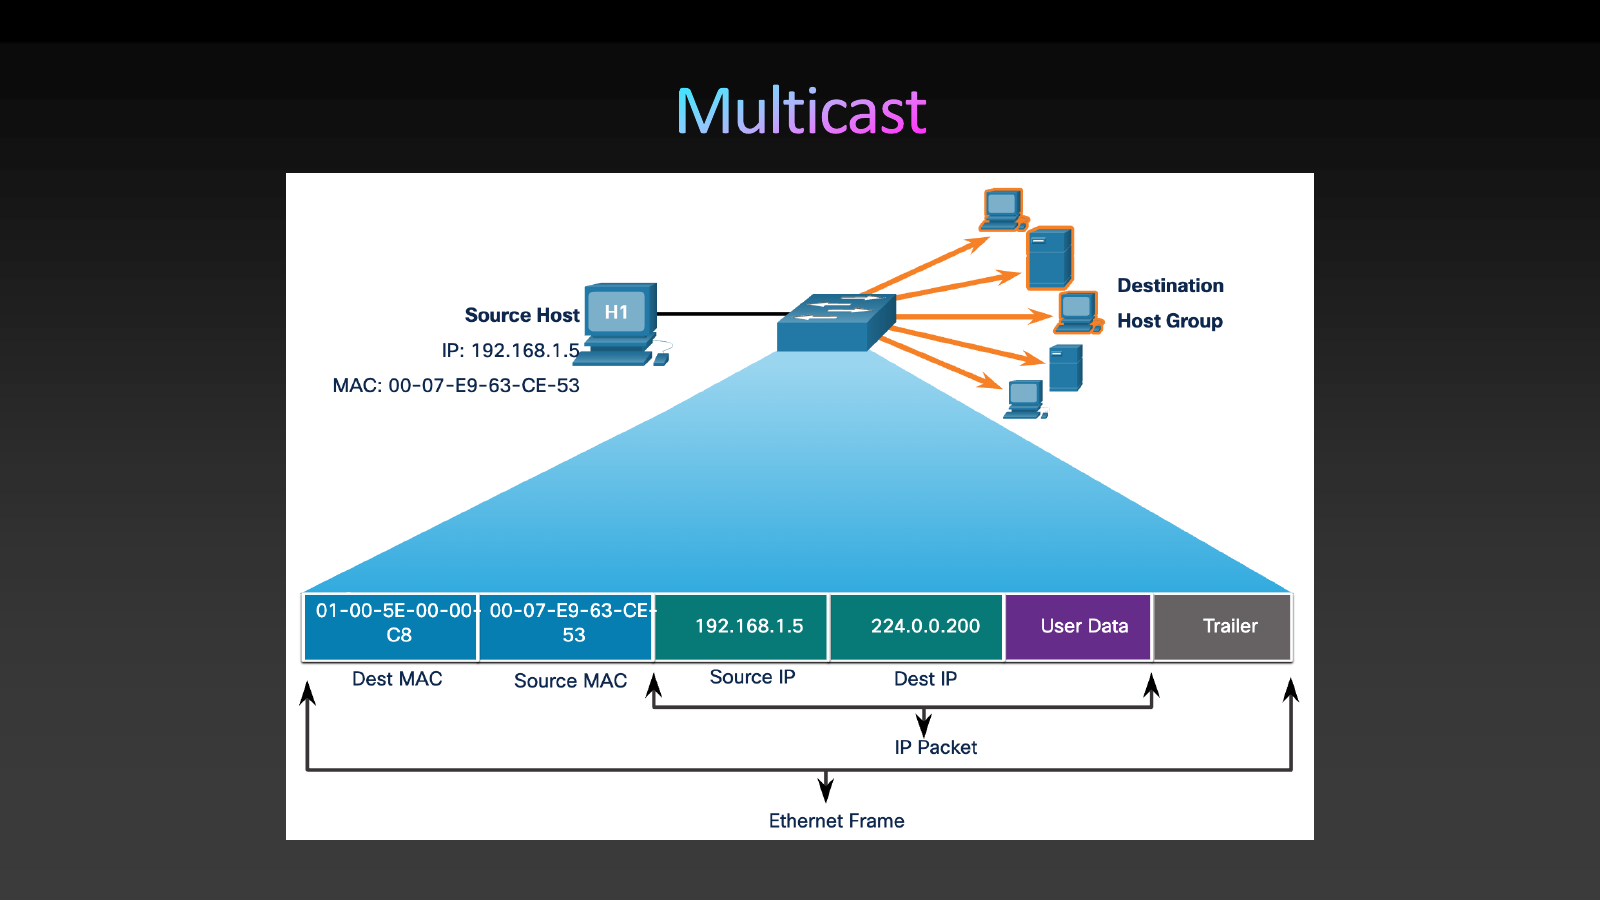 Multicast
Source Host
H1
IP: 192.168.1.5
MAC: 00-07-E9-63-CE-53
Destination
Host Group
01-00-5E-00-00-
C8
00-07-E9-63-CE-
53
192.168.1.5
224.0.0.200
User Data
Trailer
Dest MAC
Source MAC
Source IP
Dest IP
IP Packet
Ethernet Frame